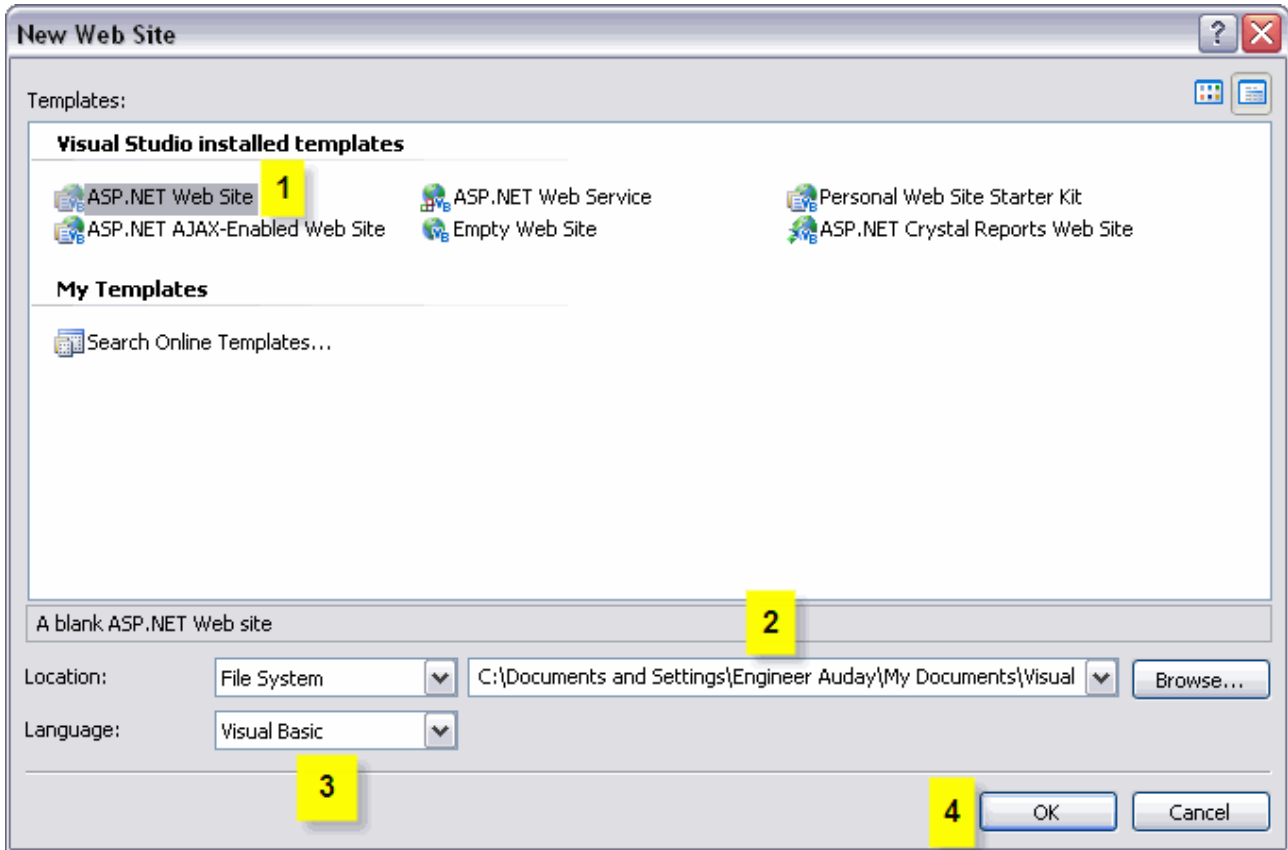 New Web Site
?
Templates:
Visual Studio installed templates
ASP.NET Web Site 1 ASP.NET Web Service Personal Web Site Starter Kit
ASP.NET AJAX-Enabled Web Site Empty Web Site ASP.NET Crystal Reports Web Site
My Templates
Search Online Templates...
A blank ASP.NET Web site
2
Location: File System C:\Documents and Settings\Engineer Auday\My Documents\Visual Browse...
Language: Visual Basic
3
4 OK Cancel